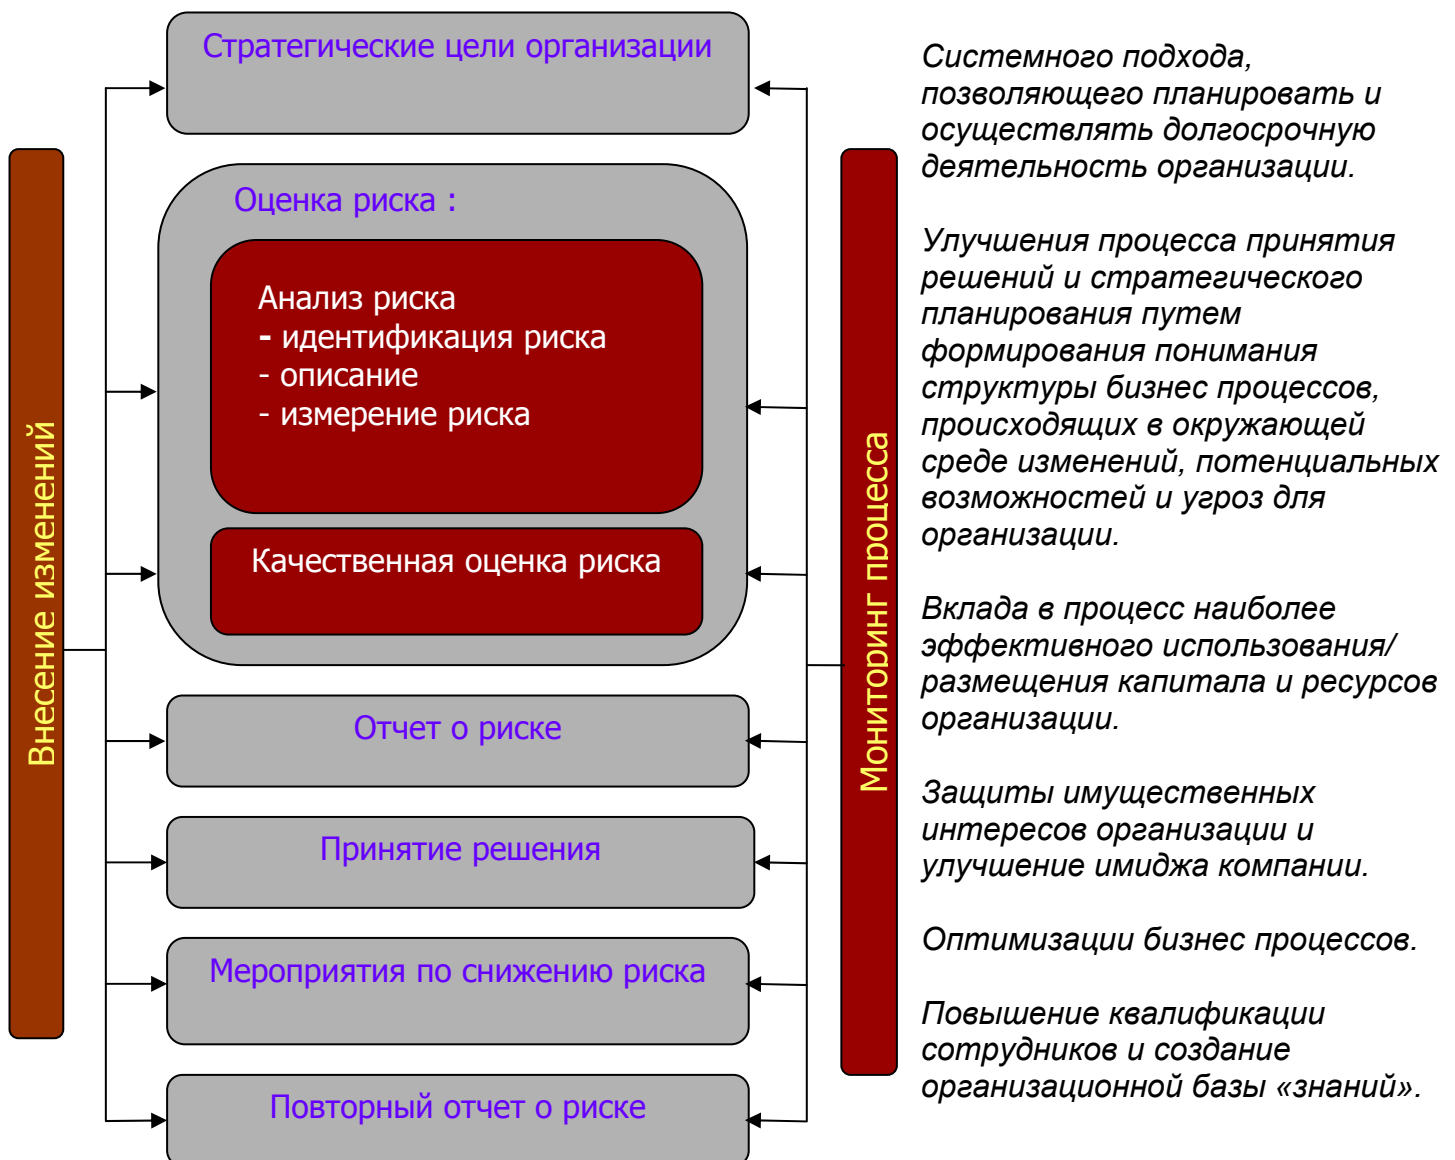 Стратегические цели организации
Оценка риска :
Анализ риска
- идентификация риска
- описание
- измерение риска
Качественная оценка риска
Отчет о риске
Принятие решения
Мероприятия по снижению риска
Повторный отчет о риске
Внесение изменений
Мониторинг процесса
Системного подхода,
позволяющего планировать и
осуществлять долгосрочную
деятельность организации.
Улучшения процесса принятия
решений и стратегического
планирования путем
формирования понимания
структуры бизнес процессов,
происходящих в окружающей
среде изменений, потенциальных
возможностей и угроз для
организации.
Вклада в процесс наиболее
эффективного использования/
размещения капитала и ресурсов
организации.
Защиты имущественных
интересов организации и
улучшение имиджа компании.
Оптимизации бизнес процессов.
Повышение квалификации
сотрудников и создание
организационной базы «знаний».